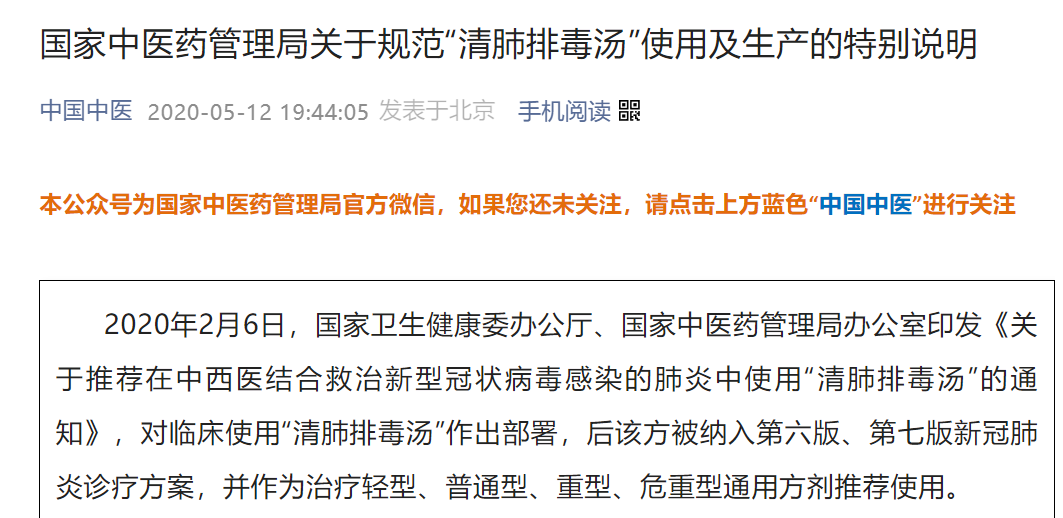 国家中医药管理局关于规范“清肺排毒汤”使用及生产的特别说明
中国中医 2020-05-12 19:44:05 发表于北京 手机阅读
本公众号为国家中医药管理局官方微信，如果您还未关注，请点击上方蓝色“中国中医”进行关注
2020年2月6日，国家卫生健康委办公厅、国家中医药管理局办公室印发《关
于推荐在中西医结合救治新型冠状病毒感染的肺炎中使用“清肺排毒汤”的通
知》，对临床使用“清肺排毒汤”作出部署，后该方被纳入第六版、第七版新冠肺
炎诊疗方案，并作为治疗轻型、普通型、重型、危重型通用方剂推荐使用。